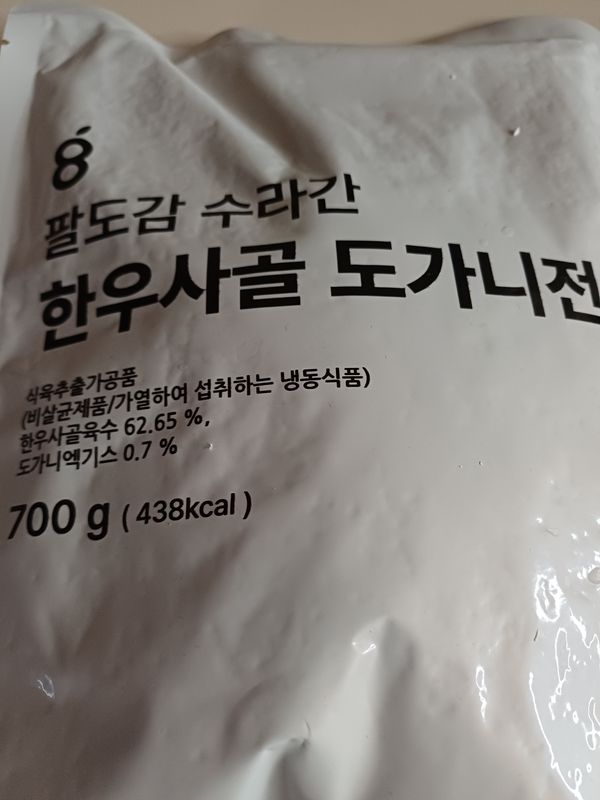 팔도감 수라간
한우사골 도가니전
식육추출가공품
(비살균제품/가열하여 섭취하는 냉동식품)
한우사골육수 62.65 %,
도가니엑기스 0.7 %
700 g ( 438kcal )